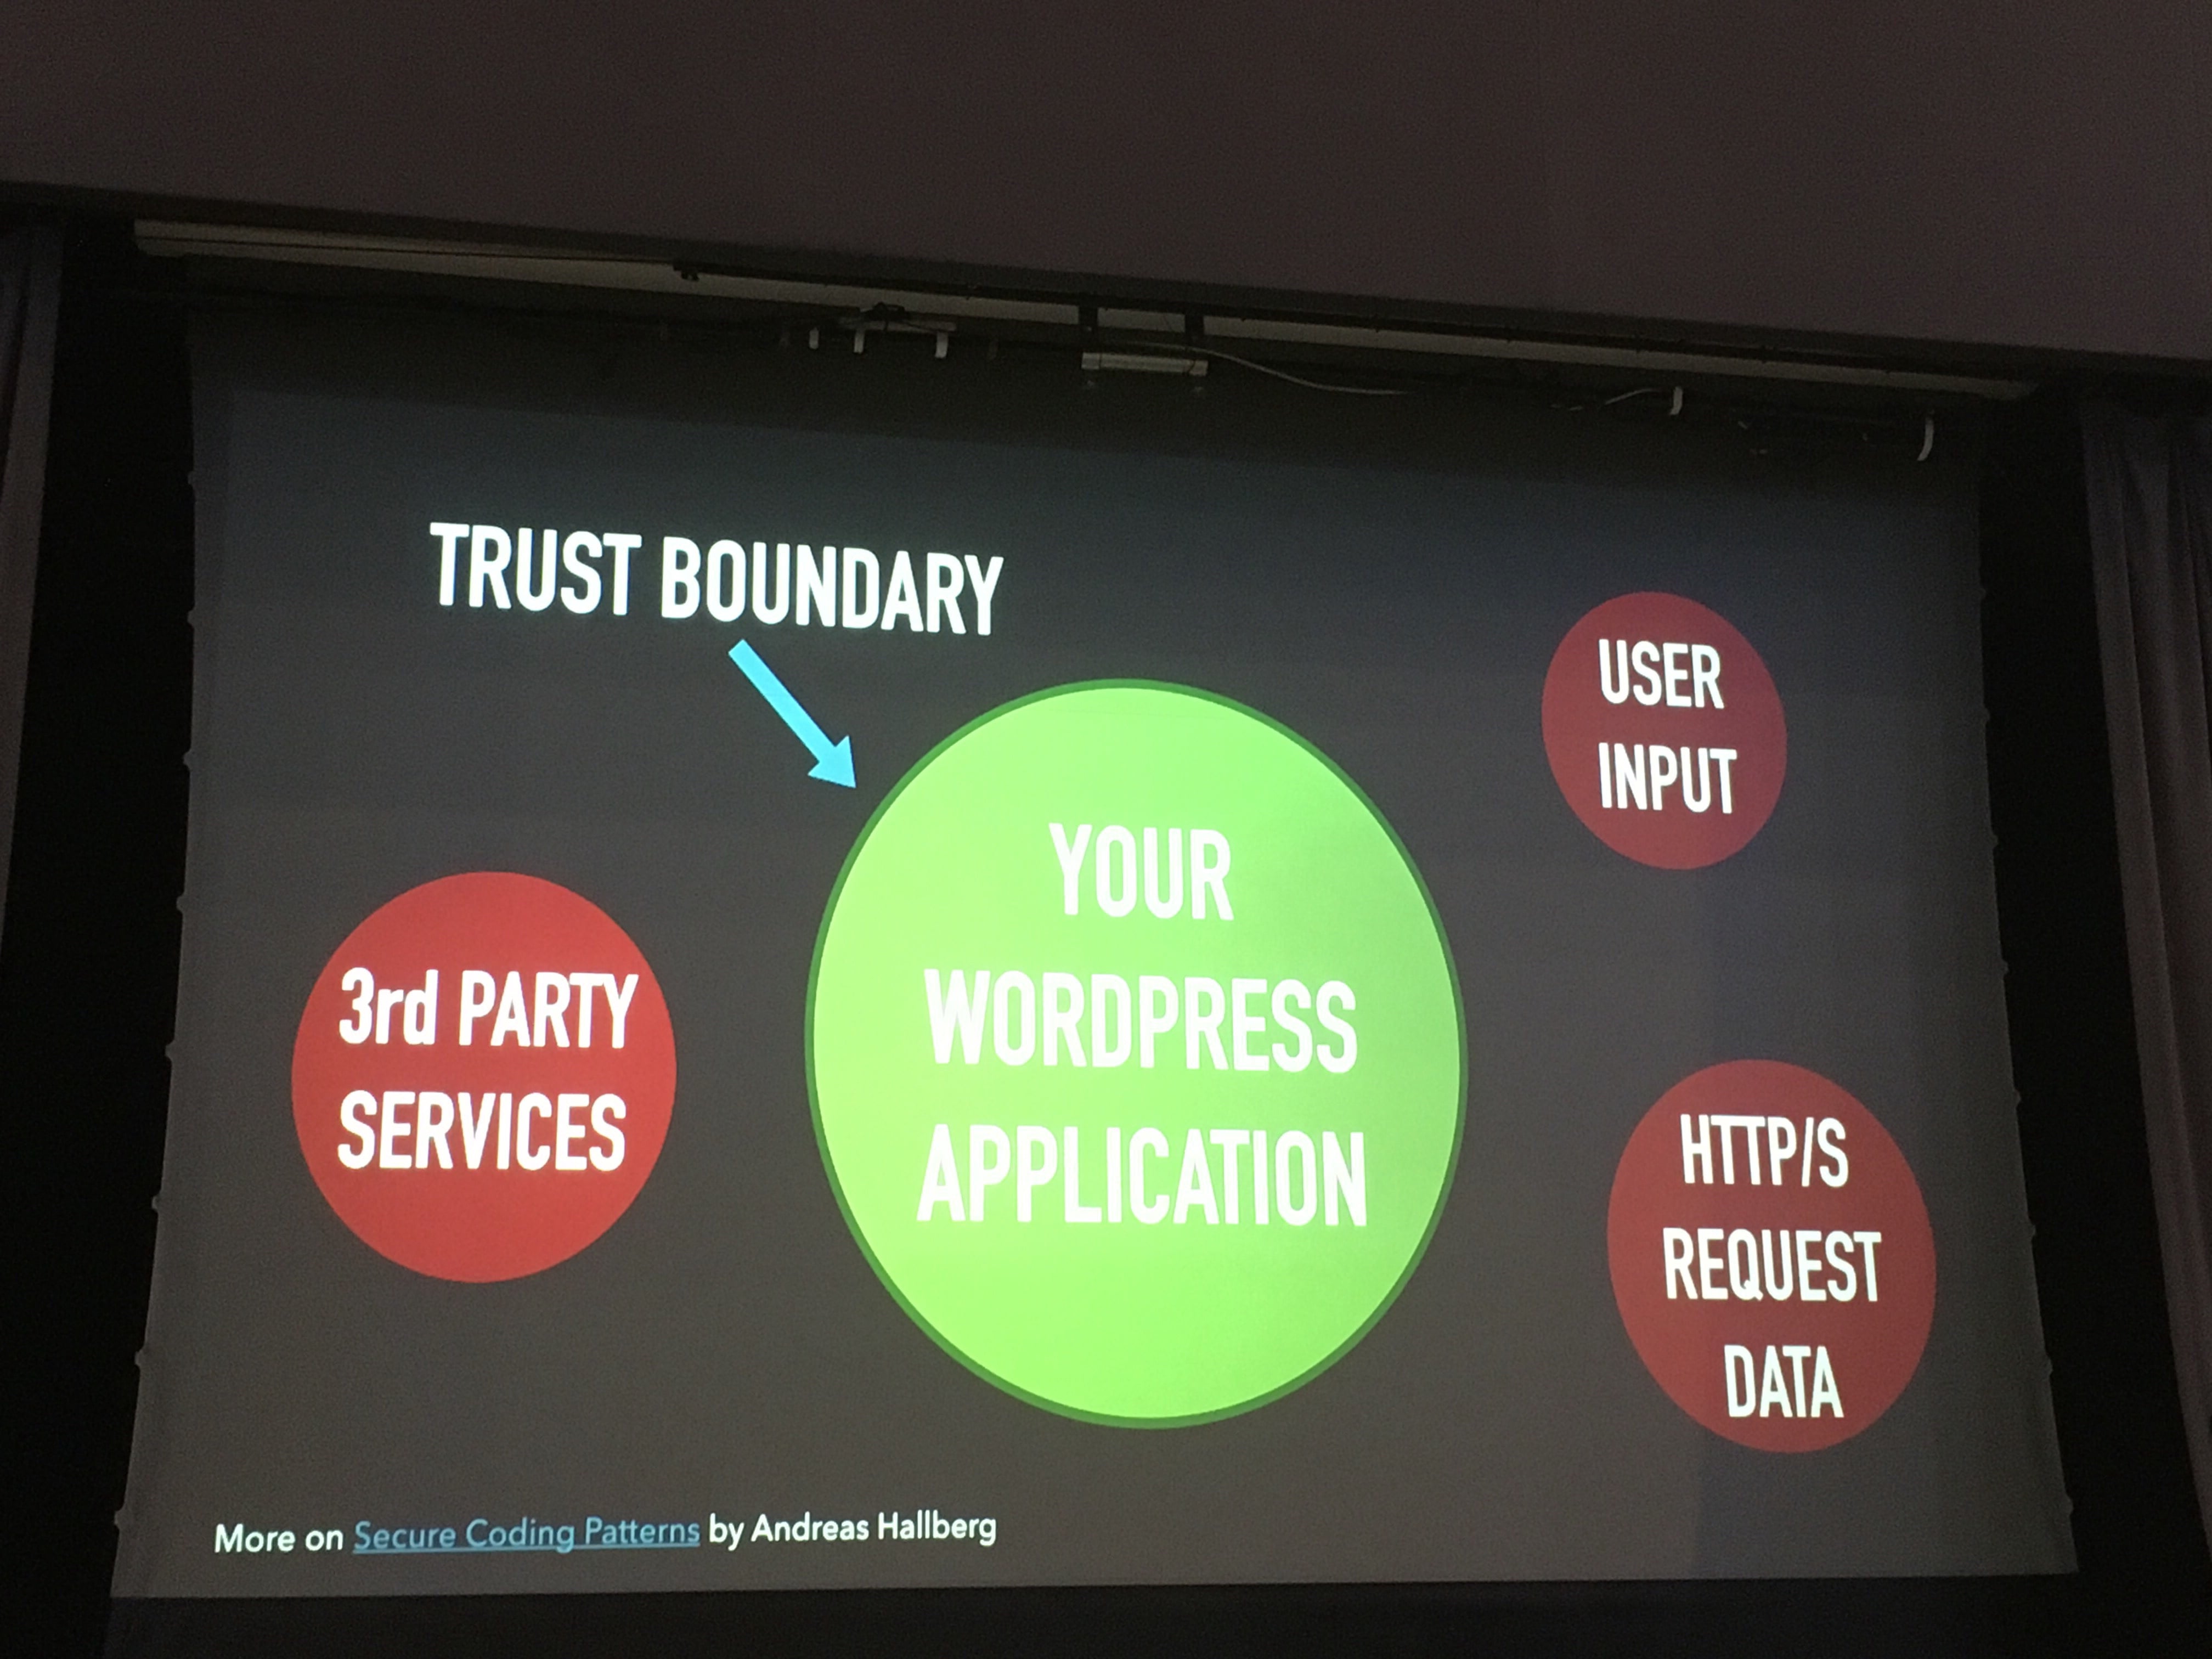 TRUST BOUNDARY
USER
INPUT
YOUR
WORDPRESS
APPLICATION
3rd PARTY
SERVICES
HTTP/S
REQUEST
DATA
More on Secure Coding Patterns by Andreas Hallberg